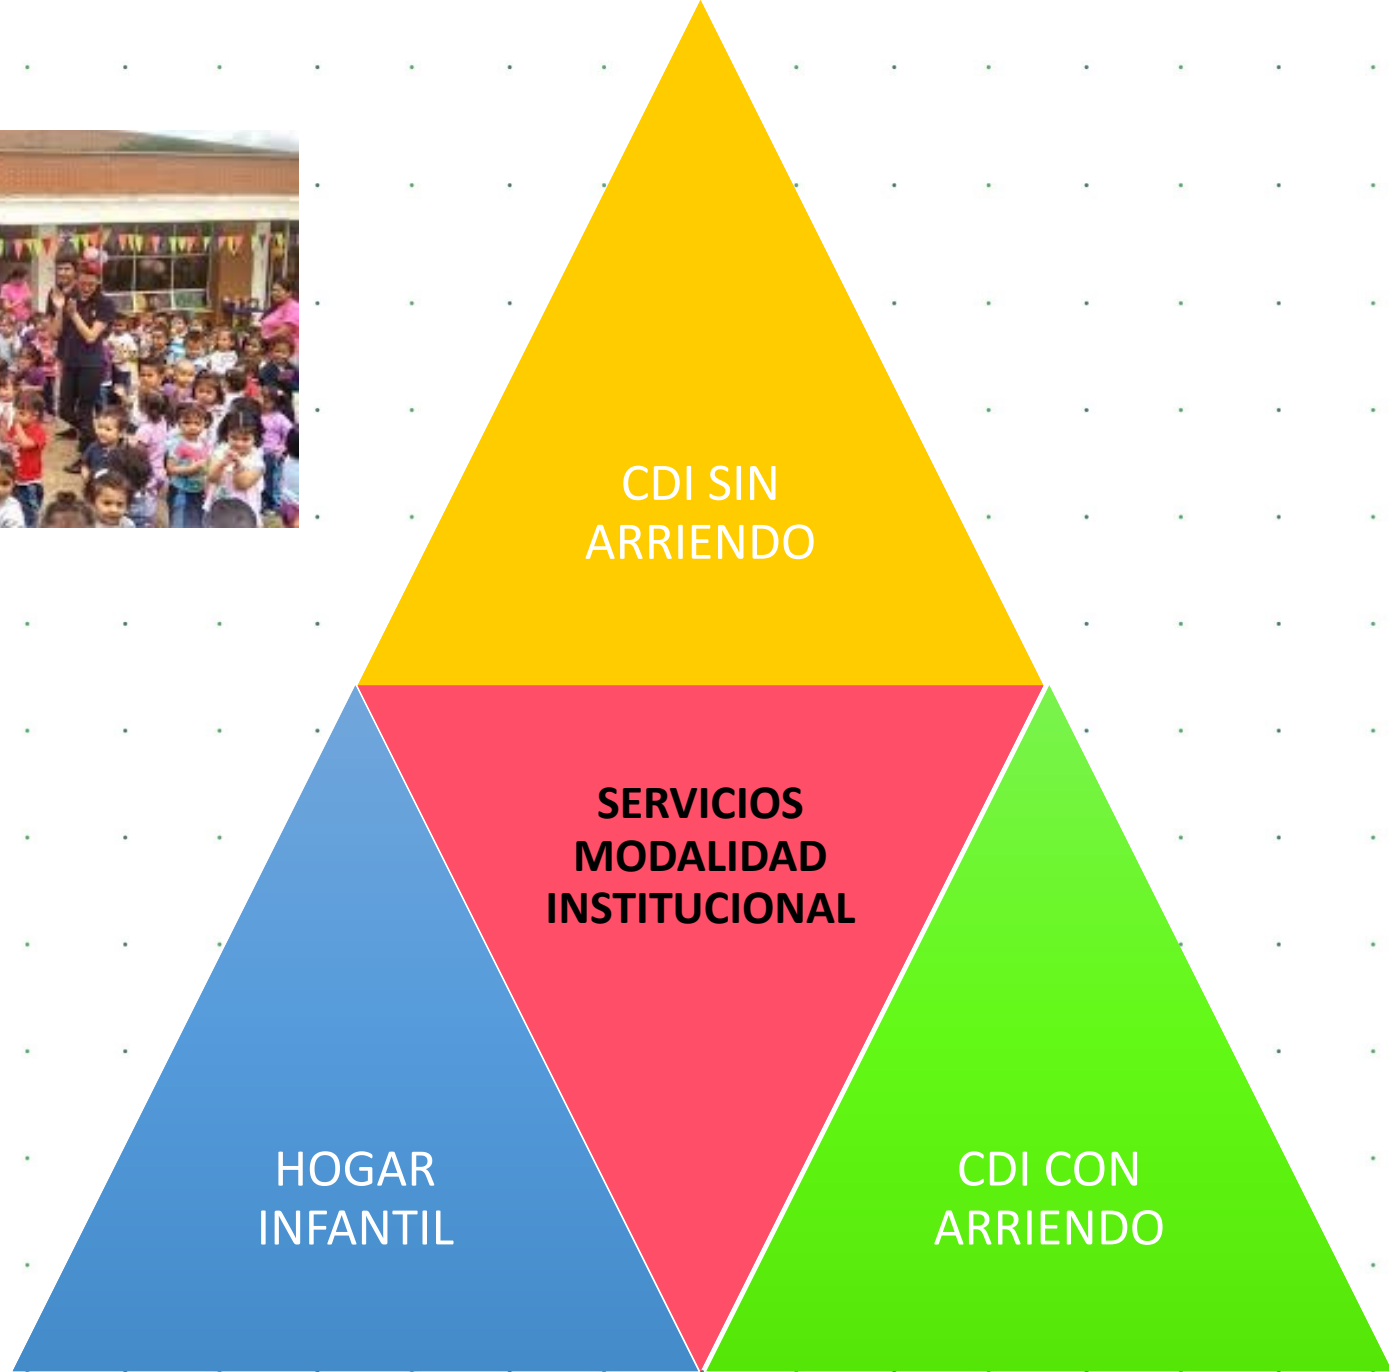 CDI SIN
ARRIENDO
SERVICIOS
MODALIDAD
INSTITUCIONAL
HOGAR
INFANTIL
CDI CON
ARRIENDO